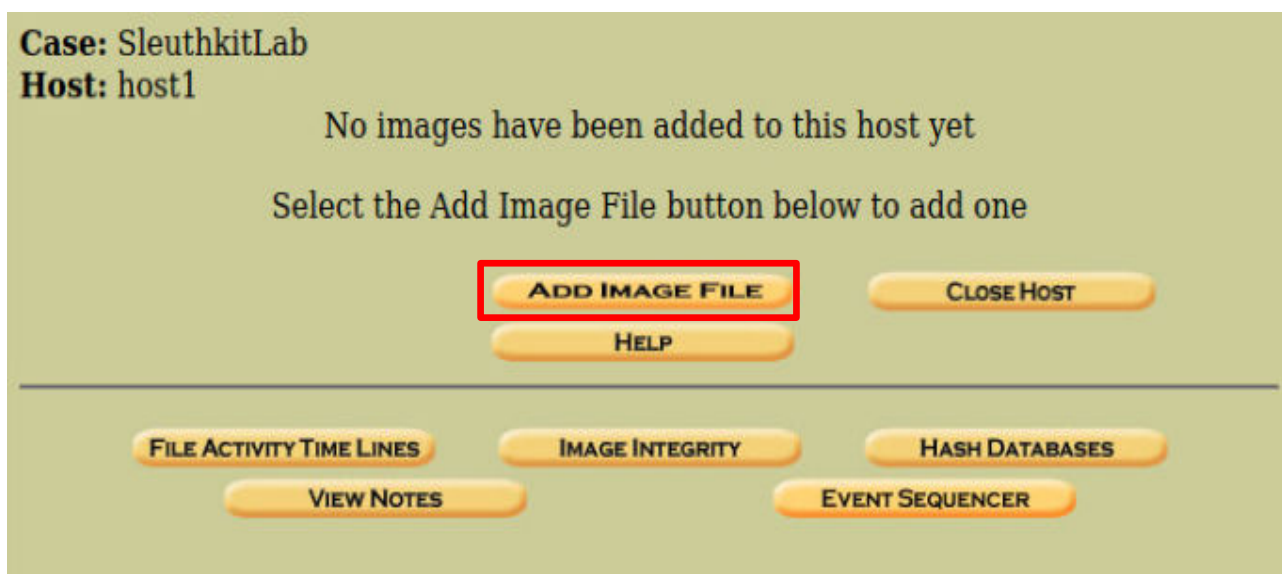 Case: SleuthkitLab
Host: host1
No images have been added to this host yet
Select the Add Image File button below to add one
ADD IMAGE FILE CLOSE HOST
HELP
FILE ACTIVITY TIME LINES IMAGE INTEGRITY HASH DATABASES
VIEW NOTES EVENT SEQUENCER